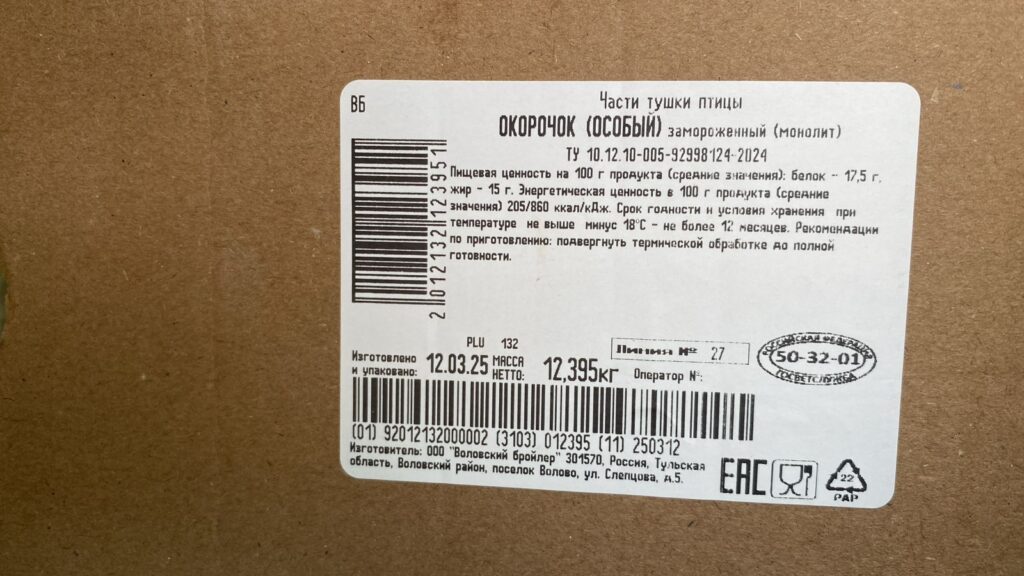 ВБ
Части тушки птицы
ОКОРОЧОК (ОСОБЫЙ) замороженный (монолит)
ТУ 10.12.10-005-92998124-2024
Пищевая ценность на 100 г продукта (средние значения): белок - 17,5 г,
жир - 15 г. Энергетическая ценность в 100 г продукта (средние
значения) 205/860 ккал/кДж. Срок годности и условия хранения при
температуре не выше минус 18°С - не более 12 месяцев. Рекомендации
по приготовлению: подвергнуть термической обработке до полной
готовности.
2 012132 123951
PLU 132
Линия № 27
Изготовлено
и упаковано: 12.03.25 МАССА
НЕТТО: 12,395кг Оператор №:
РОССИЙСКАЯ ФЕДЕРАЦИЯ
50-32-01
ГОСВЕТСЛУЖБА
(01) 92012132000002 (3103) 012395 (11) 250312
Изготовитель: ООО "Воловский бройлер" 301570, Россия, Тульская
область, Воловский район, поселок Волово, ул. Слепцова, д.5.
ЕАС
22
PAP